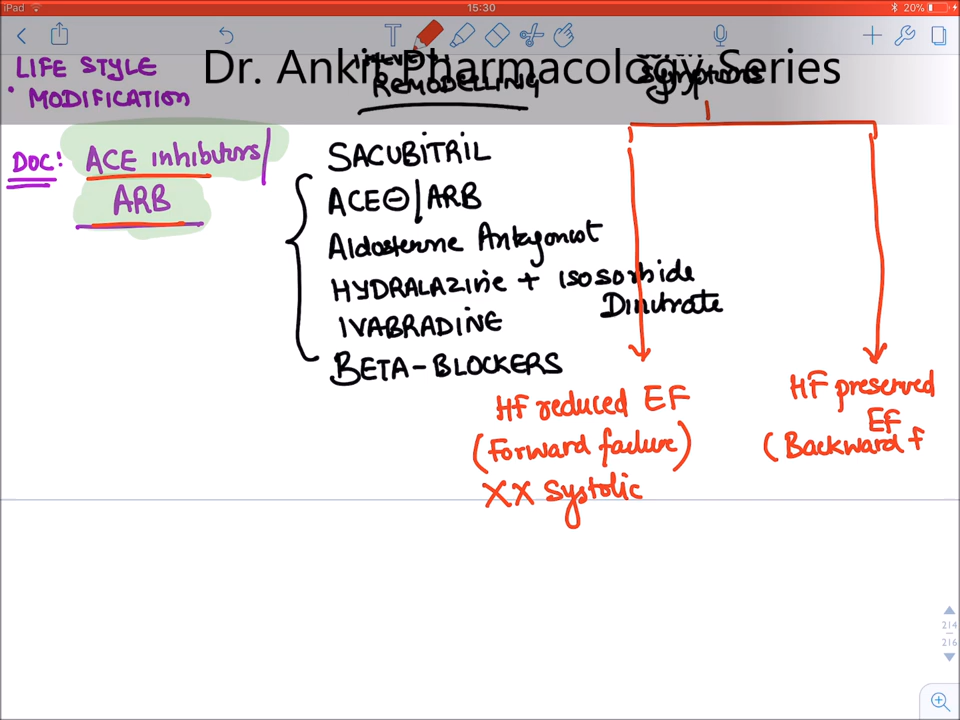 iPad
15:30
20%
Dr. Ankit Pharmacology Series
LIFE STYLE
• MODIFICATION
REMODELLING
Symptoms
DOC: ACE inhibitors/
ARB
SACUBITRIL
ACE⊖/ARB
Aldosterone Antagonist
HYDRALAZINE + Isosorbide
Dinitrate
IVABRADINE
BETA-BLOCKERS
HF reduced EF
(Forward failure)
XX Systolic
HF preserved
EF
(Backward f
214
216